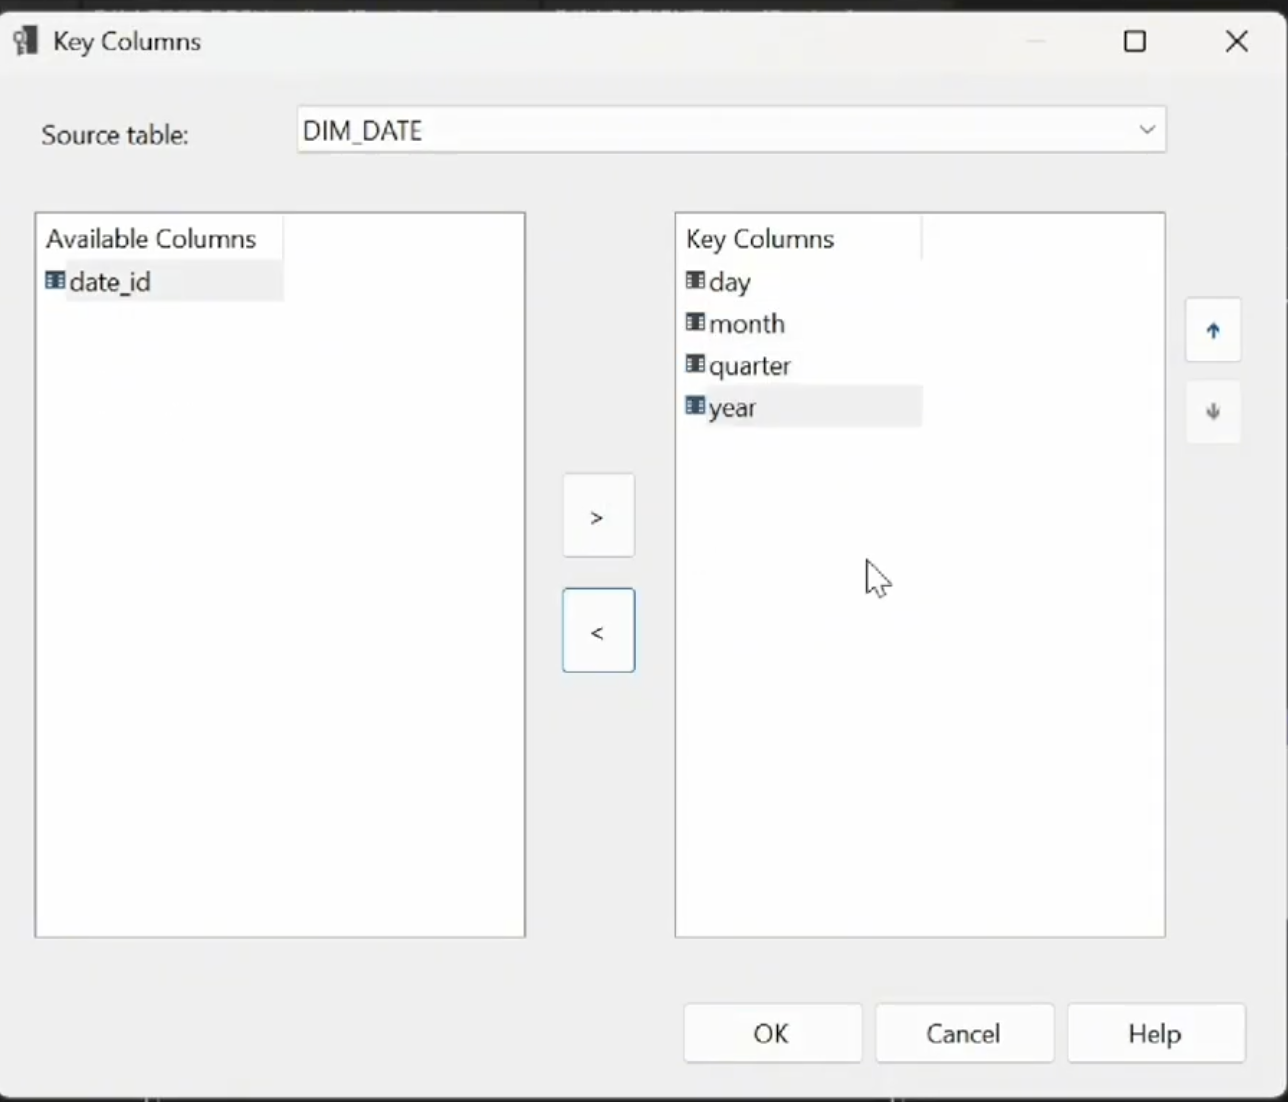 Key Columns
Source table:
DIM_DATE
Available Columns
date_id
Key Columns
day
month
quarter
year
>
<
OK
Cancel
Help